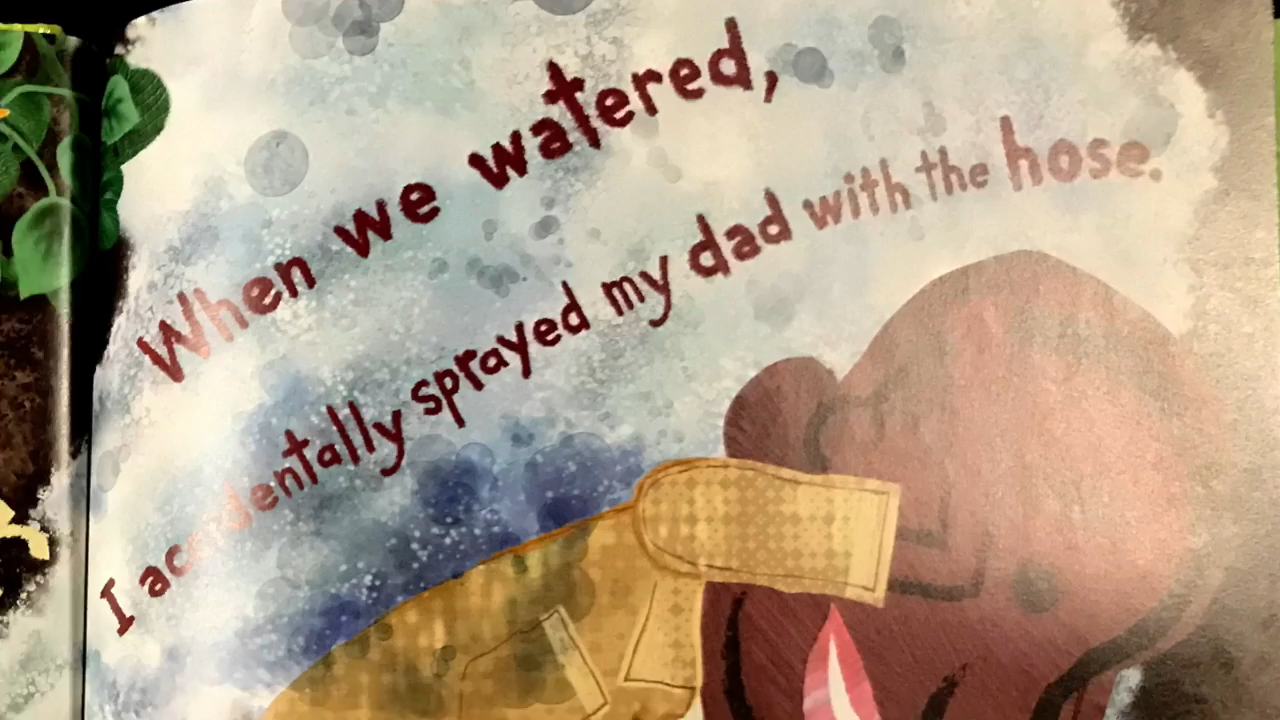 When we watered,
I accidentally sprayed my dad with the hose.